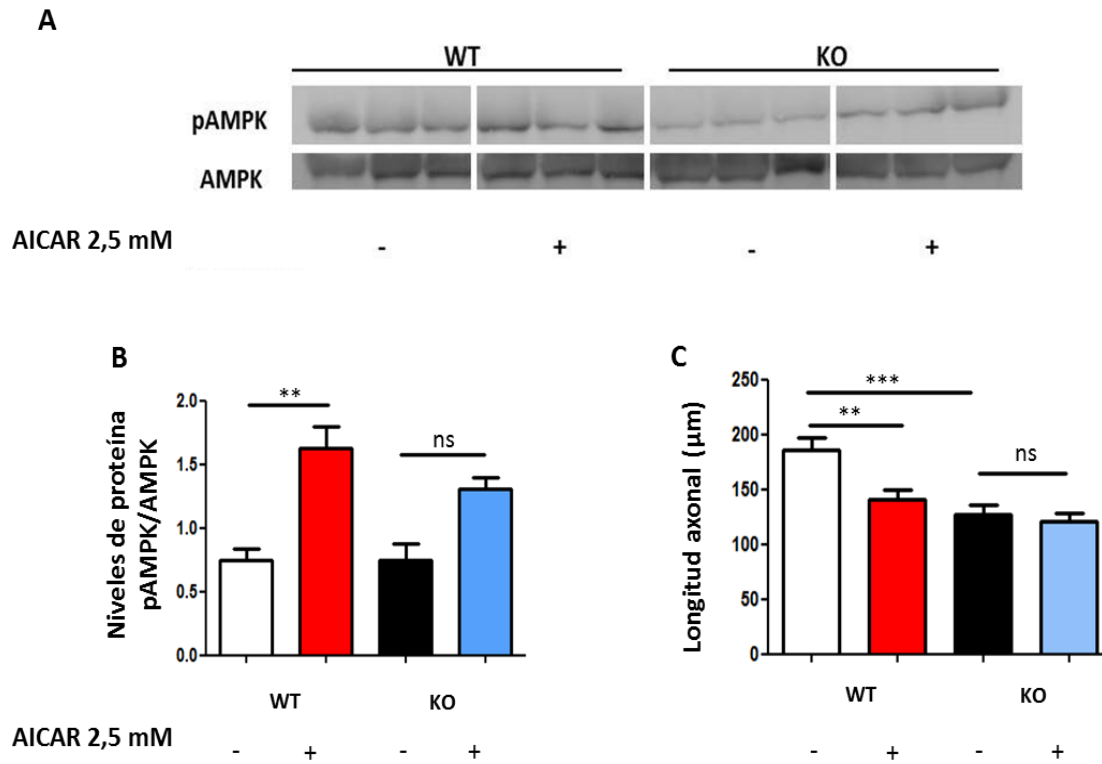 A
WT KO
pAMPK
AMPK
AICAR 2,5 mM - + - +
B
Niveles de proteína
pAMPK/AMPK
2.0
1.5
1.0
0.5
0.0
**
ns
WT KO
AICAR 2,5 mM - + - +
C
Longitud axonal (µm)
250
200
150
100
50
0
***
**
ns
WT KO
- + - +